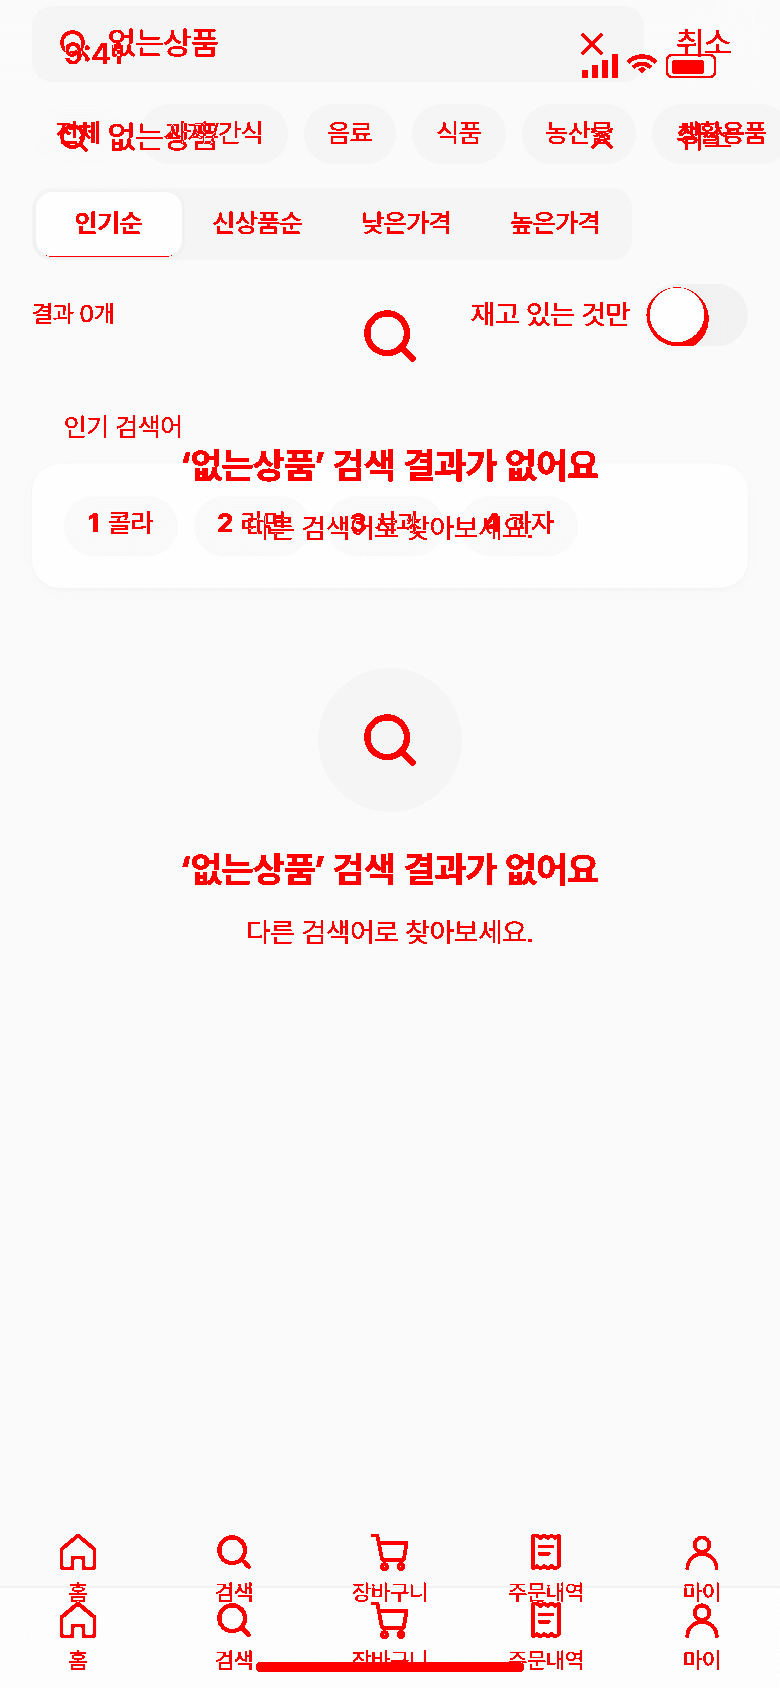 없는상품 취소
9:41
전체 과자/간식 음료 식품 농산물 생활용품
없는상품 취소
인기순 신상품순 낮은가격 높은가격
결과 0개 재고 있는 것만
인기 검색어
‘없는상품’ 검색 결과가 없어요
1 콜라 2 라면 3 사과 4 과자
다른 검색어로 찾아보세요.
‘없는상품’ 검색 결과가 없어요
다른 검색어로 찾아보세요.
홈 검색 장바구니 주문내역 마이
홈 검색 장바구니 주문내역 마이